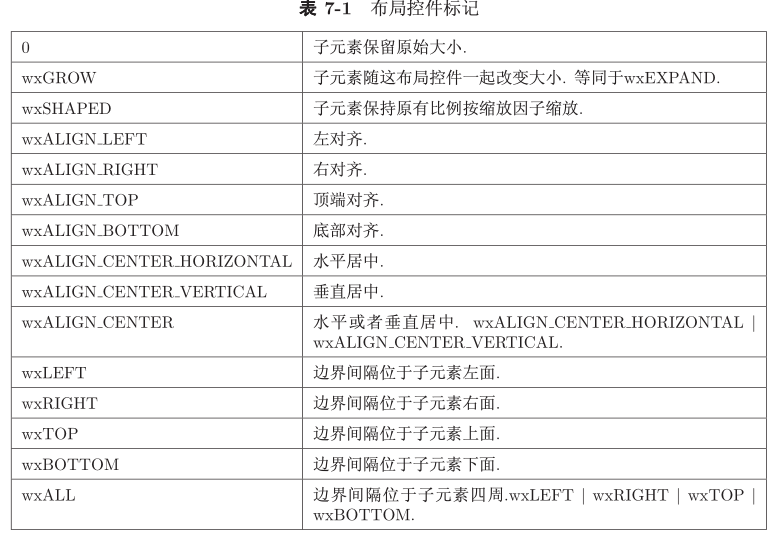 表 7-1 布局控件标记
0 子元素保留原始大小.
wxGROW 子元素随这布局控件一起改变大小. 等同于wxEXPAND.
wxSHAPED 子元素保持原有比例按缩放因子缩放.
wxALIGN_LEFT 左对齐.
wxALIGN_RIGHT 右对齐.
wxALIGN_TOP 顶端对齐.
wxALIGN_BOTTOM 底部对齐.
wxALIGN_CENTER_HORIZONTAL 水平居中.
wxALIGN_CENTER_VERTICAL 垂直居中.
wxALIGN_CENTER 水平或者垂直居中. wxALIGN_CENTER_HORIZONTAL |
wxALIGN_CENTER_VERTICAL.
wxLEFT 边界间隔位于子元素左面.
wxRIGHT 边界间隔位于子元素右面.
wxTOP 边界间隔位于子元素上面.
wxBOTTOM 边界间隔位于子元素下面.
wxALL 边界间隔位于子元素四周.wxLEFT | wxRIGHT | wxTOP |
wxBOTTOM.